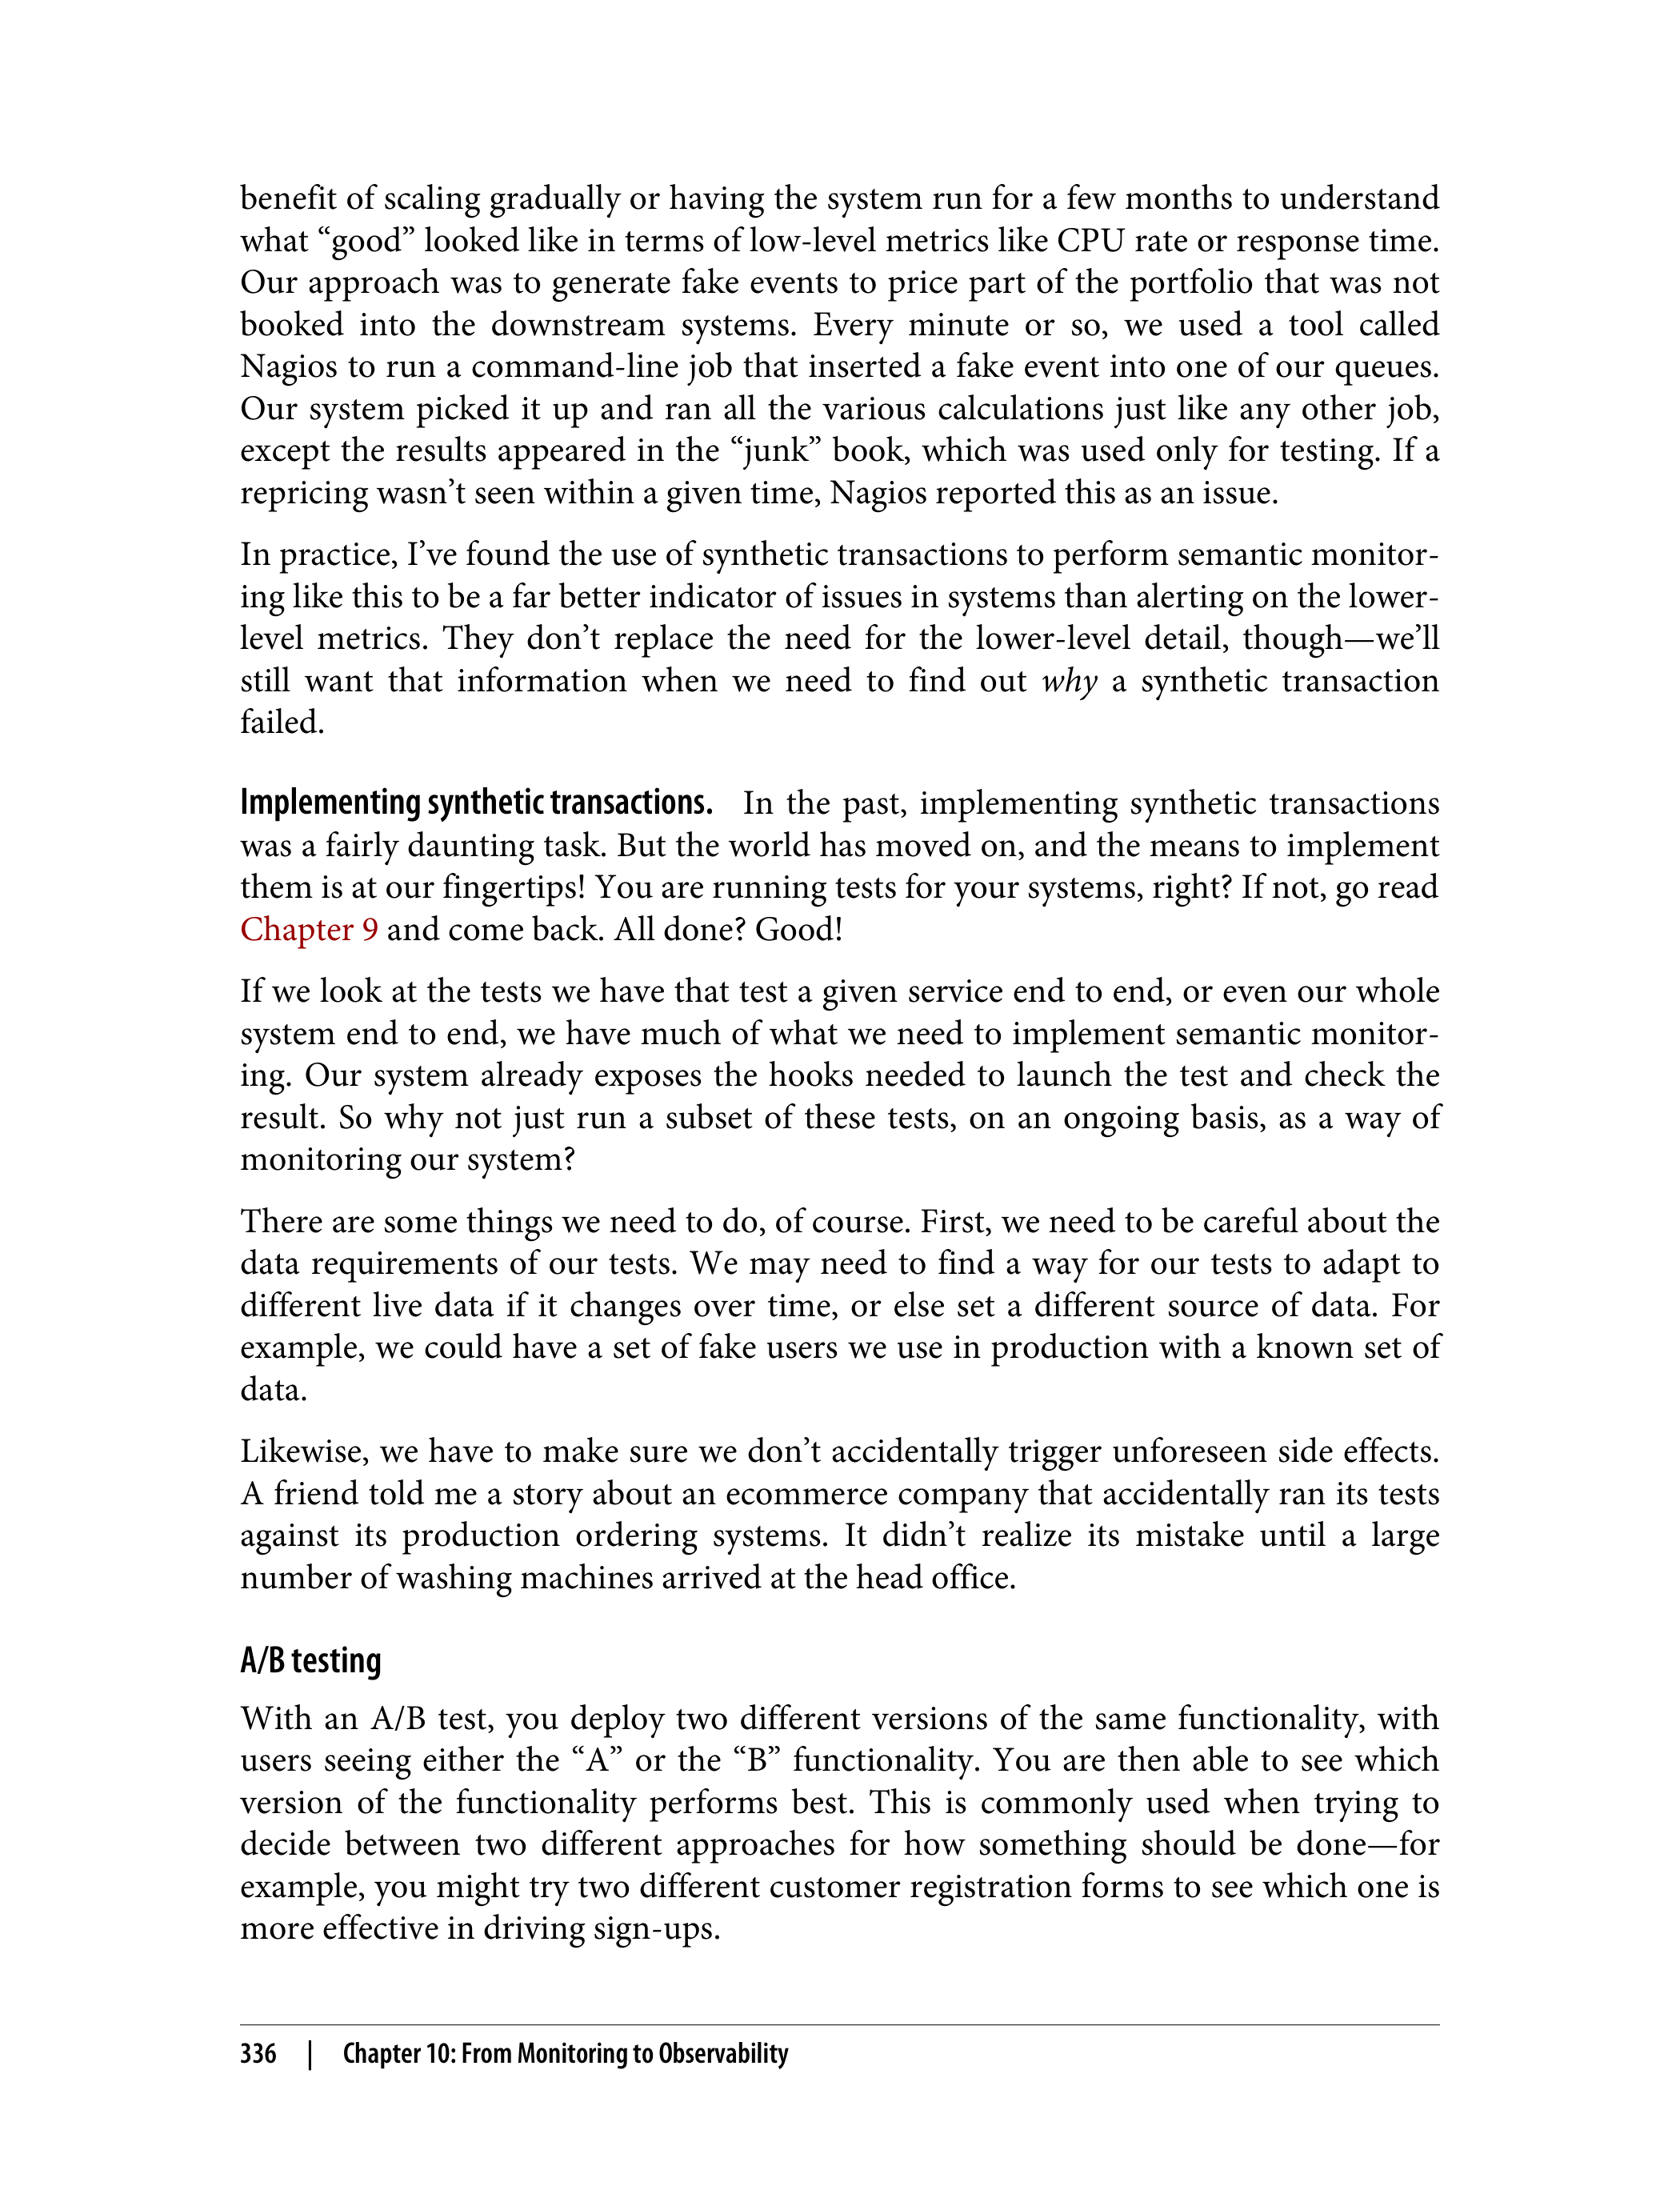 benefit of scaling gradually or having the system run for a few months to understand
what “good” looked like in terms of low-level metrics like CPU rate or response time.
Our approach was to generate fake events to price part of the portfolio that was not
booked into the downstream systems. Every minute or so, we used a tool called
Nagios to run a command-line job that inserted a fake event into one of our queues.
Our system picked it up and ran all the various calculations just like any other job,
except the results appeared in the “junk” book, which was used only for testing. If a
repricing wasn’t seen within a given time, Nagios reported this as an issue.
In practice, I’ve found the use of synthetic transactions to perform semantic monitor-
ing like this to be a far better indicator of issues in systems than alerting on the lower-
level metrics. They don’t replace the need for the lower-level detail, though—we’ll
still want that information when we need to find out why a synthetic transaction
failed.
Implementing synthetic transactions. In the past, implementing synthetic transactions
was a fairly daunting task. But the world has moved on, and the means to implement
them is at our fingertips! You are running tests for your systems, right? If not, go read
Chapter 9 and come back. All done? Good!
If we look at the tests we have that test a given service end to end, or even our whole
system end to end, we have much of what we need to implement semantic monitor-
ing. Our system already exposes the hooks needed to launch the test and check the
result. So why not just run a subset of these tests, on an ongoing basis, as a way of
monitoring our system?
There are some things we need to do, of course. First, we need to be careful about the
data requirements of our tests. We may need to find a way for our tests to adapt to
different live data if it changes over time, or else set a different source of data. For
example, we could have a set of fake users we use in production with a known set of
data.
Likewise, we have to make sure we don’t accidentally trigger unforeseen side effects.
A friend told me a story about an ecommerce company that accidentally ran its tests
against its production ordering systems. It didn’t realize its mistake until a large
number of washing machines arrived at the head office.
A/B testing
With an A/B test, you deploy two different versions of the same functionality, with
users seeing either the “A” or the “B” functionality. You are then able to see which
version of the functionality performs best. This is commonly used when trying to
decide between two different approaches for how something should be done—for
example, you might try two different customer registration forms to see which one is
more effective in driving sign-ups.
336 | Chapter 10: From Monitoring to Observability